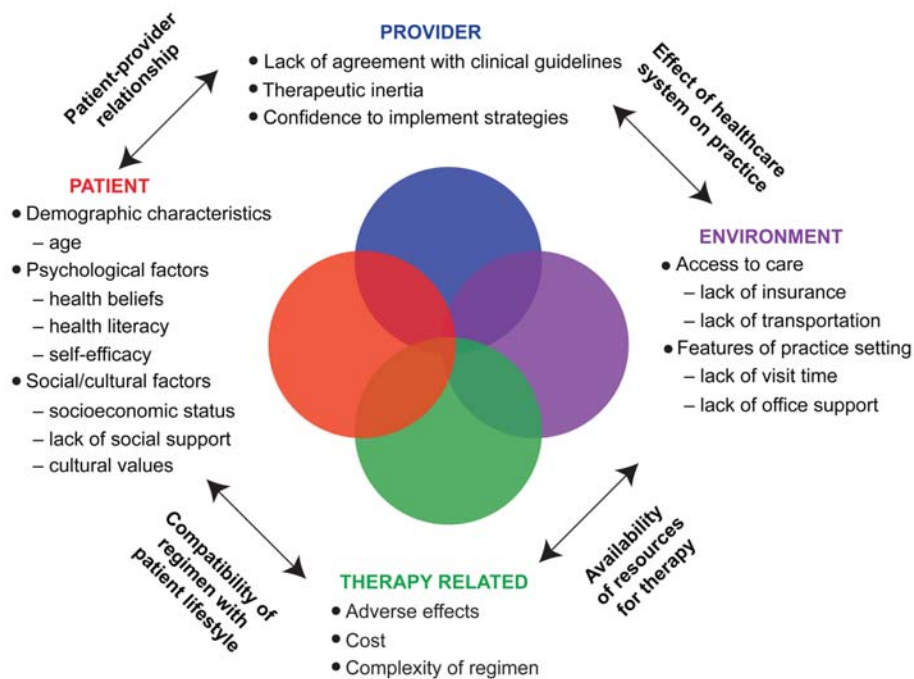 PROVIDER
● Lack of agreement with clinical guidelines
● Therapeutic inertia
● Confidence to implement strategies
Patient-provider
relationship
Effect of healthcare
system on practice
PATIENT
● Demographic characteristics
– age
● Psychological factors
– health beliefs
– health literacy
– self-efficacy
● Social/cultural factors
– socioeconomic status
– lack of social support
– cultural values
ENVIRONMENT
● Access to care
– lack of insurance
– lack of transportation
● Features of practice setting
– lack of visit time
– lack of office support
Compatibility of
regimen with
patient lifestyle
Availability
of resources
for therapy
THERAPY RELATED
● Adverse effects
● Cost
● Complexity of regimen